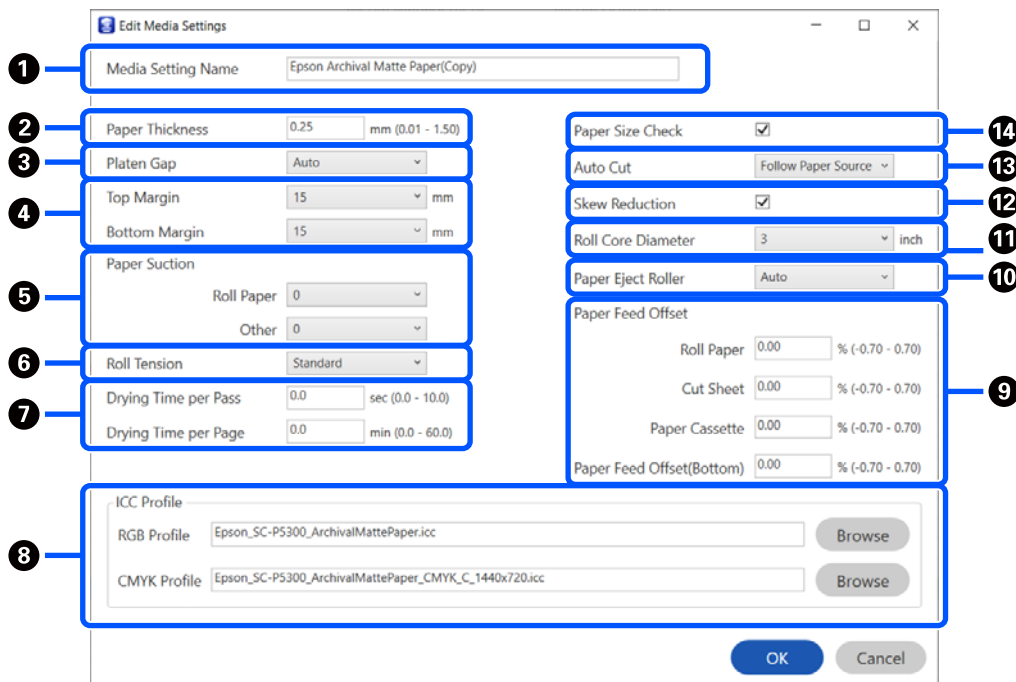 Edit Media Settings
1 Media Setting Name Epson Archival Matte Paper(Copy)
2 Paper Thickness 0.25 mm (0.01 - 1.50)
3 Platen Gap Auto
4 Top Margin 15 mm
Bottom Margin 15 mm
5 Paper Suction
Roll Paper 0
Other 0
6 Roll Tension Standard
7 Drying Time per Pass 0.0 sec (0.0 - 10.0)
Drying Time per Page 0.0 min (0.0 - 60.0)
Paper Size Check 14
Auto Cut Follow Paper Source 13
Skew Reduction 12
Roll Core Diameter 3 inch 11
Paper Eject Roller Auto 10
Paper Feed Offset
Roll Paper 0.00 % (-0.70 - 0.70)
Cut Sheet 0.00 % (-0.70 - 0.70) 9
Paper Cassette 0.00 % (-0.70 - 0.70)
Paper Feed Offset(Bottom) 0.00 % (-0.70 - 0.70)
8 ICC Profile
RGB Profile Epson_SC-P5300_ArchivalMattePaper.icc Browse
CMYK Profile Epson_SC-P5300_ArchivalMattePaper_CMYK_C_1440x720.icc Browse
OK Cancel